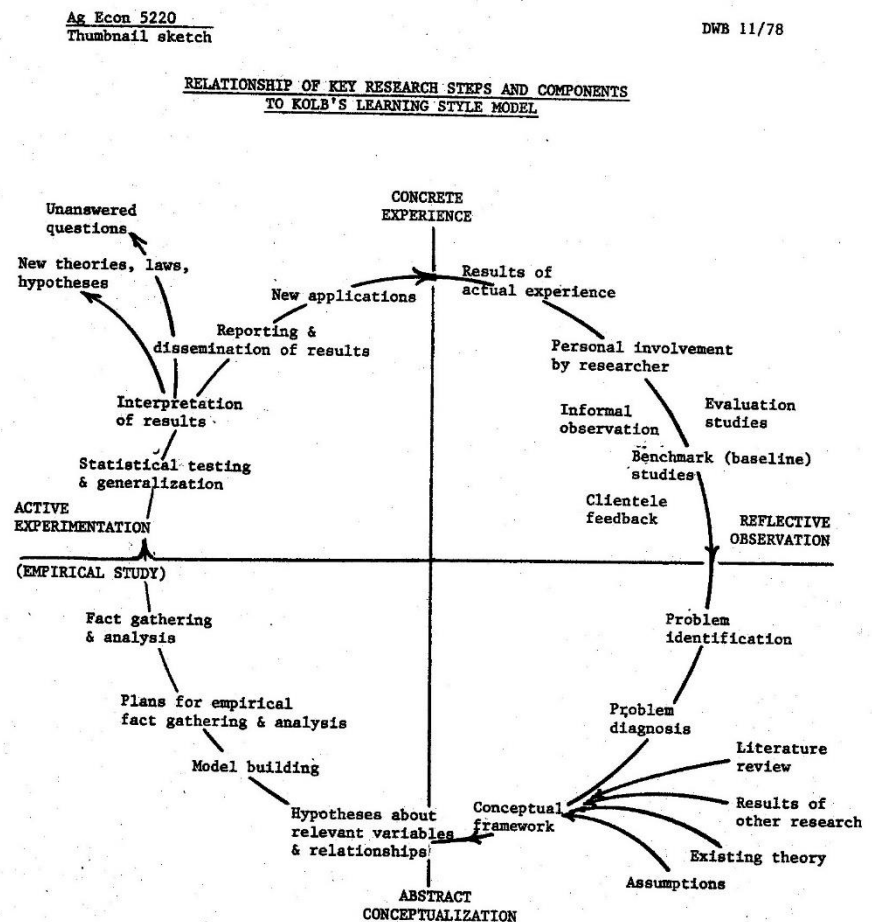 Ag Econ 5220
Thumbnail sketch
DWB 11/78
RELATIONSHIP OF KEY RESEARCH STEPS AND COMPONENTS
TO KOLB'S LEARNING STYLE MODEL
CONCRETE
EXPERIENCE
Unanswered
questions
New theories, laws,
hypotheses
New applications
Results of
actual experience
Reporting &
dissemination of results
Personal involvement
by researcher
Interpretation
of results
Informal
observation
Evaluation
studies
Statistical testing
& generalization
Benchmark (baseline)
studies
Clientele
feedback
ACTIVE
EXPERIMENTATION
REFLECTIVE
OBSERVATION
(EMPIRICAL STUDY)
Fact gathering
& analysis
Problem
identification
Plans for empirical
fact gathering & analysis
Problem
diagnosis
Model building
Literature
review
Hypotheses about
relevant variables
& relationships
Conceptual
framework
Results of
other research
Existing theory
Assumptions
ABSTRACT
CONCEPTUALIZATION